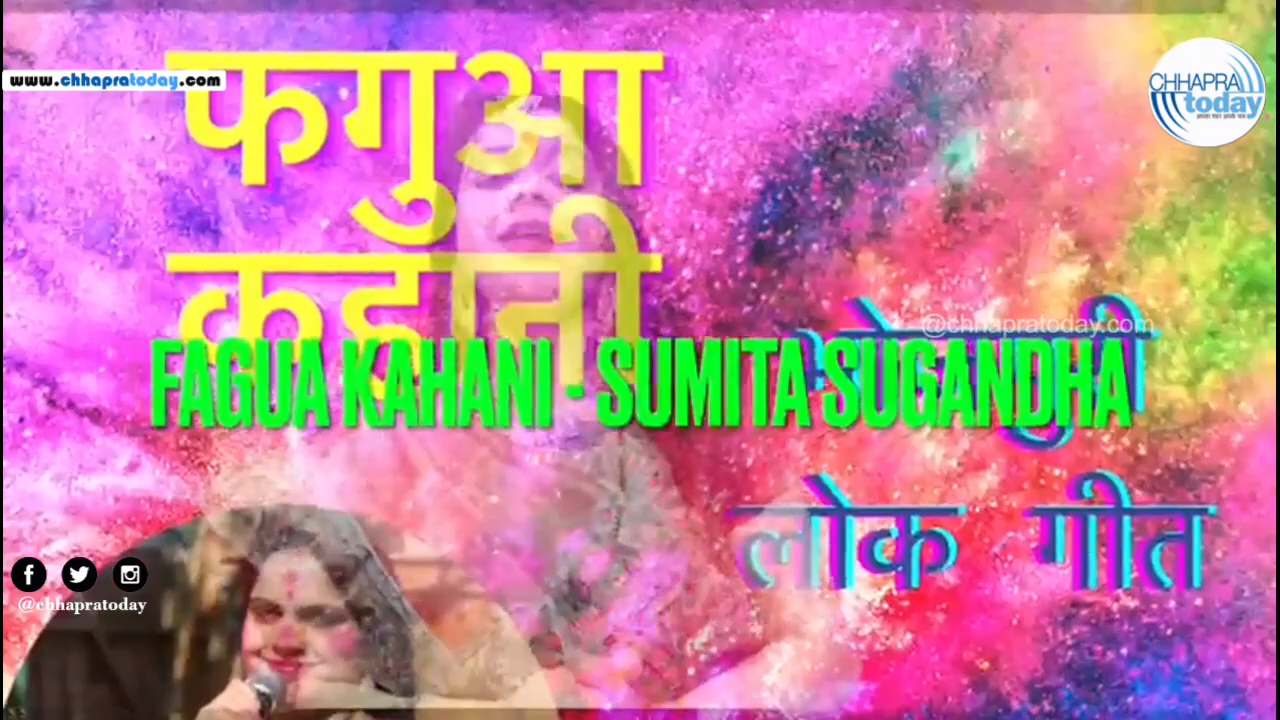 फगुआ
www.chhapratoday.com
CHHAPRA
today
कहानी
@chhapratoday.com
FAGUA KAHANI - SUMITA SUGANDHA
लोक गीत
@chhapratoday